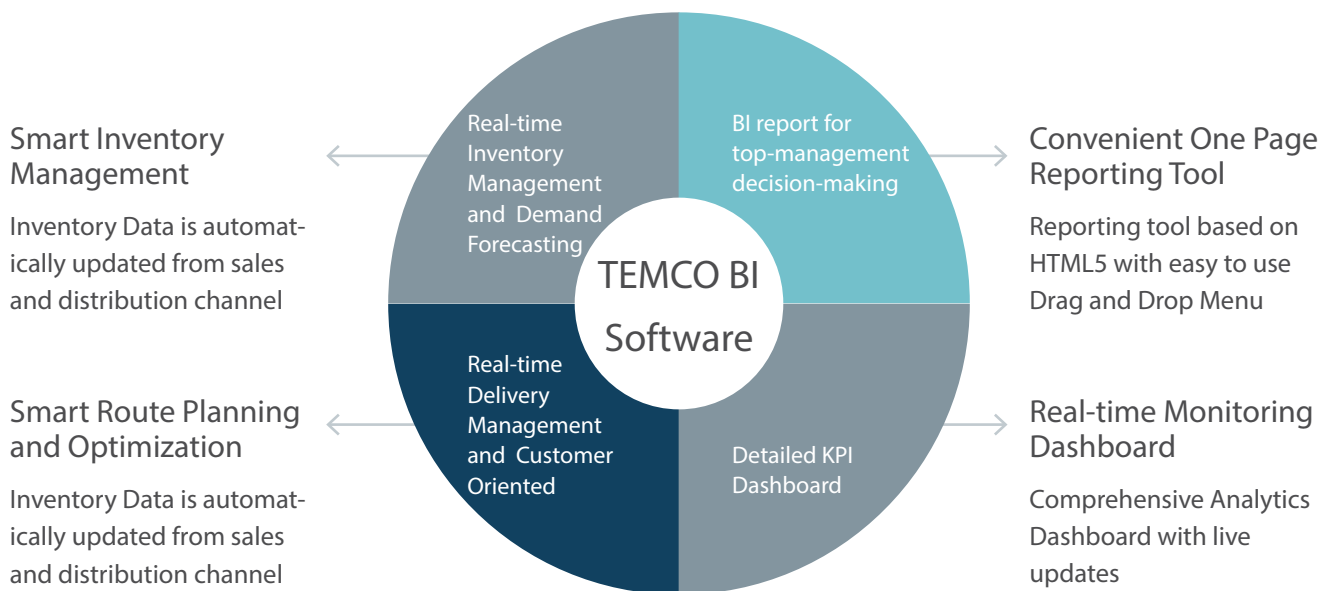 Smart Inventory
Management
Inventory Data is automat-
ically updated from sales
and distribution channel
Smart Route Planning
and Optimization
Inventory Data is automat-
ically updated from sales
and distribution channel
Real-time
Inventory
Management
and Demand
Forecasting
BI report for
top-management
decision-making
TEMCO BI
Software
Real-time
Delivery
Management
and Customer
Oriented
Detailed KPI
Dashboard
Convenient One Page
Reporting Tool
Reporting tool based on
HTML5 with easy to use
Drag and Drop Menu
Real-time Monitoring
Dashboard
Comprehensive Analytics
Dashboard with live
updates